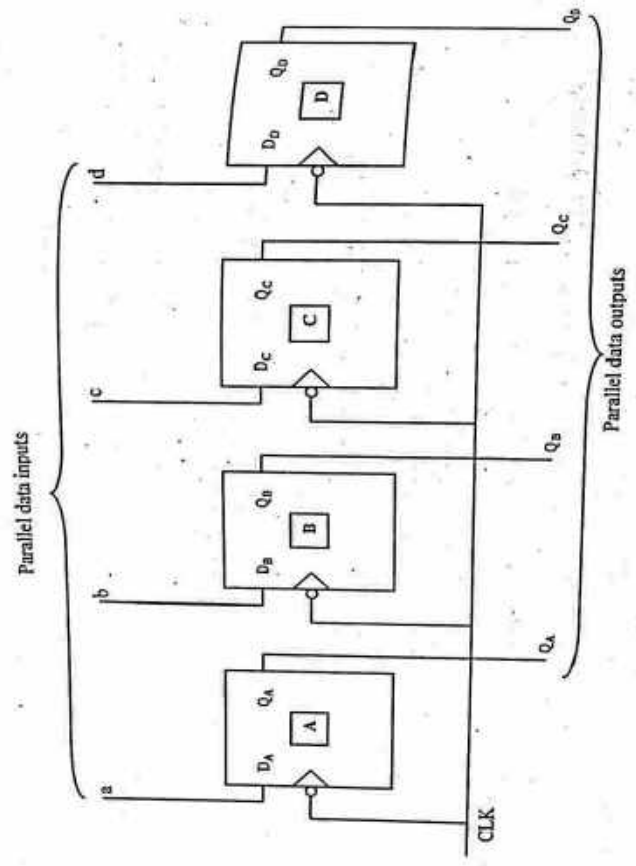 Parallel data inputs
a b c d
D_A Q_A D_B Q_B D_C Q_C D_D Q_D
A B C D
CLK
Q_A Q_B Q_C Q_D
Parallel data outputs